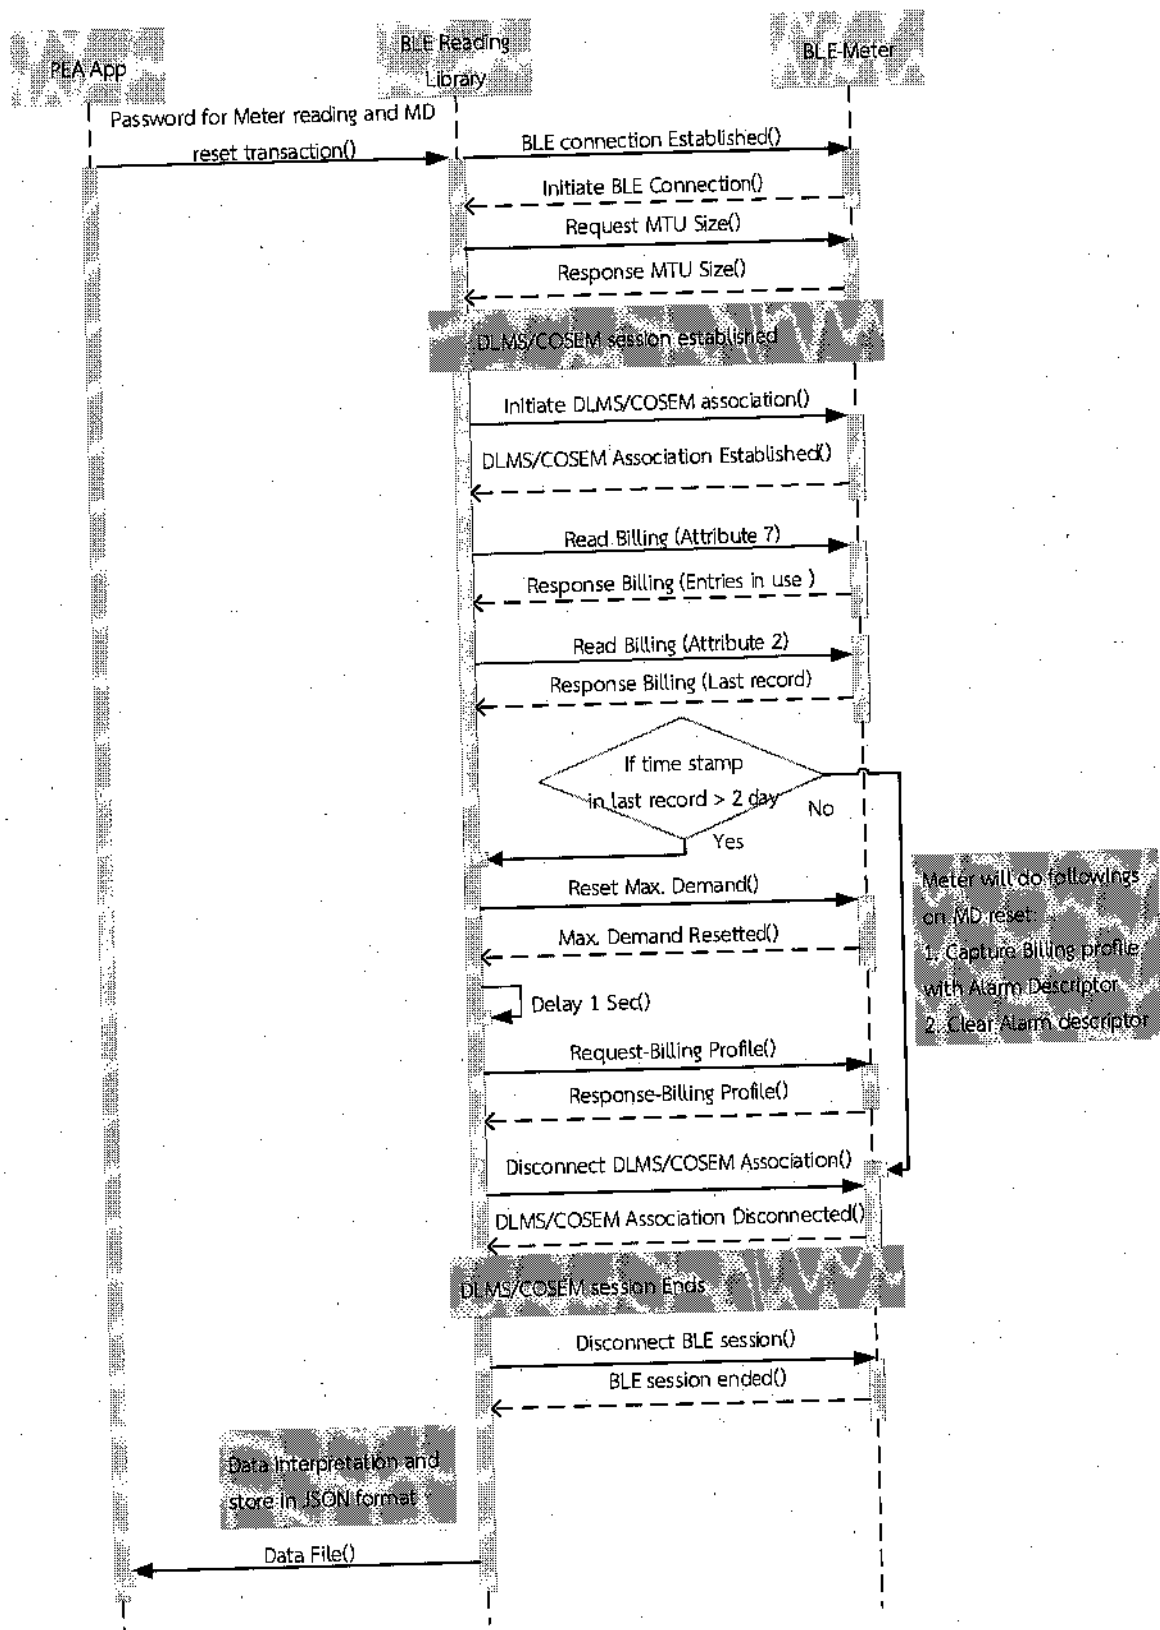 PEA App
BLE Reading
Library
BLE-Meter
Password for Meter reading and MD
reset transaction()
BLE connection Established()
Initiate BLE Connection()
Request MTU Size()
Response MTU Size()
DLMS/COSEM session established
Initiate DLMS/COSEM association()
DLMS/COSEM Association Established()
Read Billing (Attribute 7)
Response Billing (Entries in use )
Read Billing (Attribute 2)
Response Billing (Last record)
If time stamp
in last record > 2 day
No
Yes
Meter will do followings
on MD reset:
1. Capture Billing profile
with Alarm Descriptor
2. Clear Alarm descriptor
Reset Max. Demand()
Max. Demand Resetted()
Delay 1 Sec()
Request-Billing Profile()
Response-Billing Profile()
Disconnect DLMS/COSEM Association()
DLMS/COSEM Association Disconnected()
DLMS/COSEM session Ends
Disconnect BLE session()
BLE session ended()
Data Interpretation and
store in JSON format
Data File()